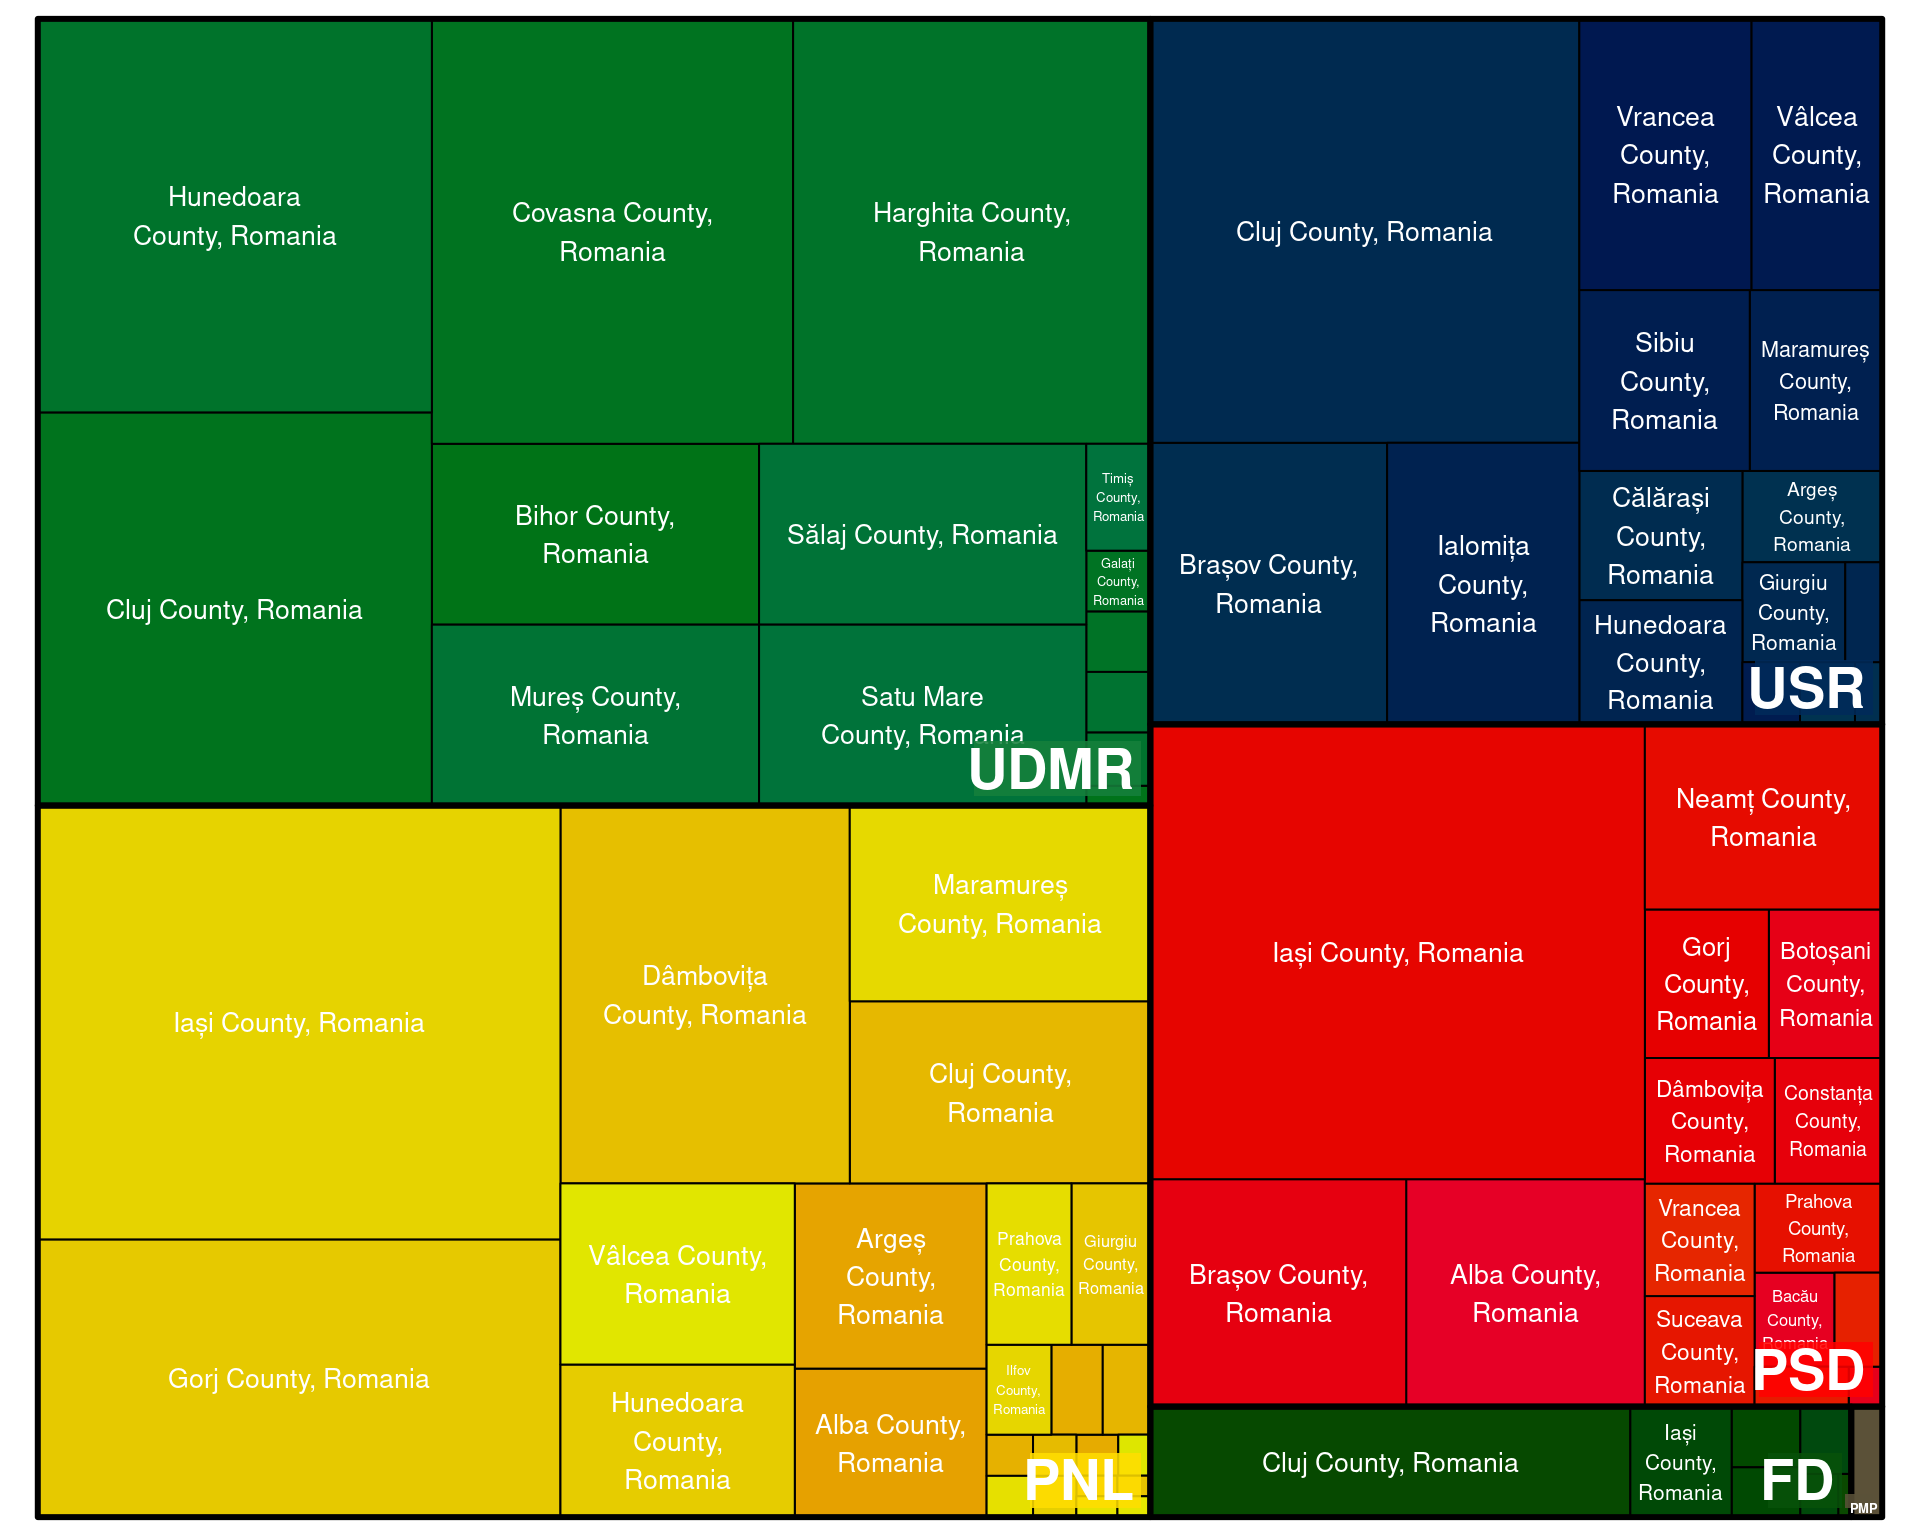 Hunedoara
County, Romania
Covasna County,
Romania
Harghita County,
Romania
Cluj County, Romania
Bihor County,
Romania
Sălaj County, Romania
Timiș
County,
Romania
Galați
County,
Romania
Mureș County,
Romania
Satu Mare
County, Romania
UDMR
Cluj County, Romania
Vrancea
County,
Romania
Vâlcea
County,
Romania
Sibiu
County,
Romania
Maramureș
County,
Romania
Brașov County,
Romania
Ialomița
County,
Romania
Călărași
County,
Romania
Argeș
County,
Romania
Hunedoara
County,
Romania
Giurgiu
County,
Romania
USR
Iași County, Romania
Dâmbovița
County, Romania
Maramureș
County, Romania
Cluj County,
Romania
Gorj County, Romania
Vâlcea County,
Romania
Hunedoara
County,
Romania
Argeș
County,
Romania
Alba County,
Romania
Prahova
County,
Romania
Giurgiu
County,
Romania
Ilfov
County,
Romania
PNL
Iași County, Romania
Neamț County,
Romania
Gorj
County,
Romania
Botoșani
County,
Romania
Dâmbovița
County,
Romania
Constanța
County,
Romania
Brașov County,
Romania
Alba County,
Romania
Vrancea
County,
Romania
Prahova
County,
Romania
Suceava
County,
Romania
Bacău
County,
Romania
PSD
Cluj County, Romania
Iași
County,
Romania
FD
PMP